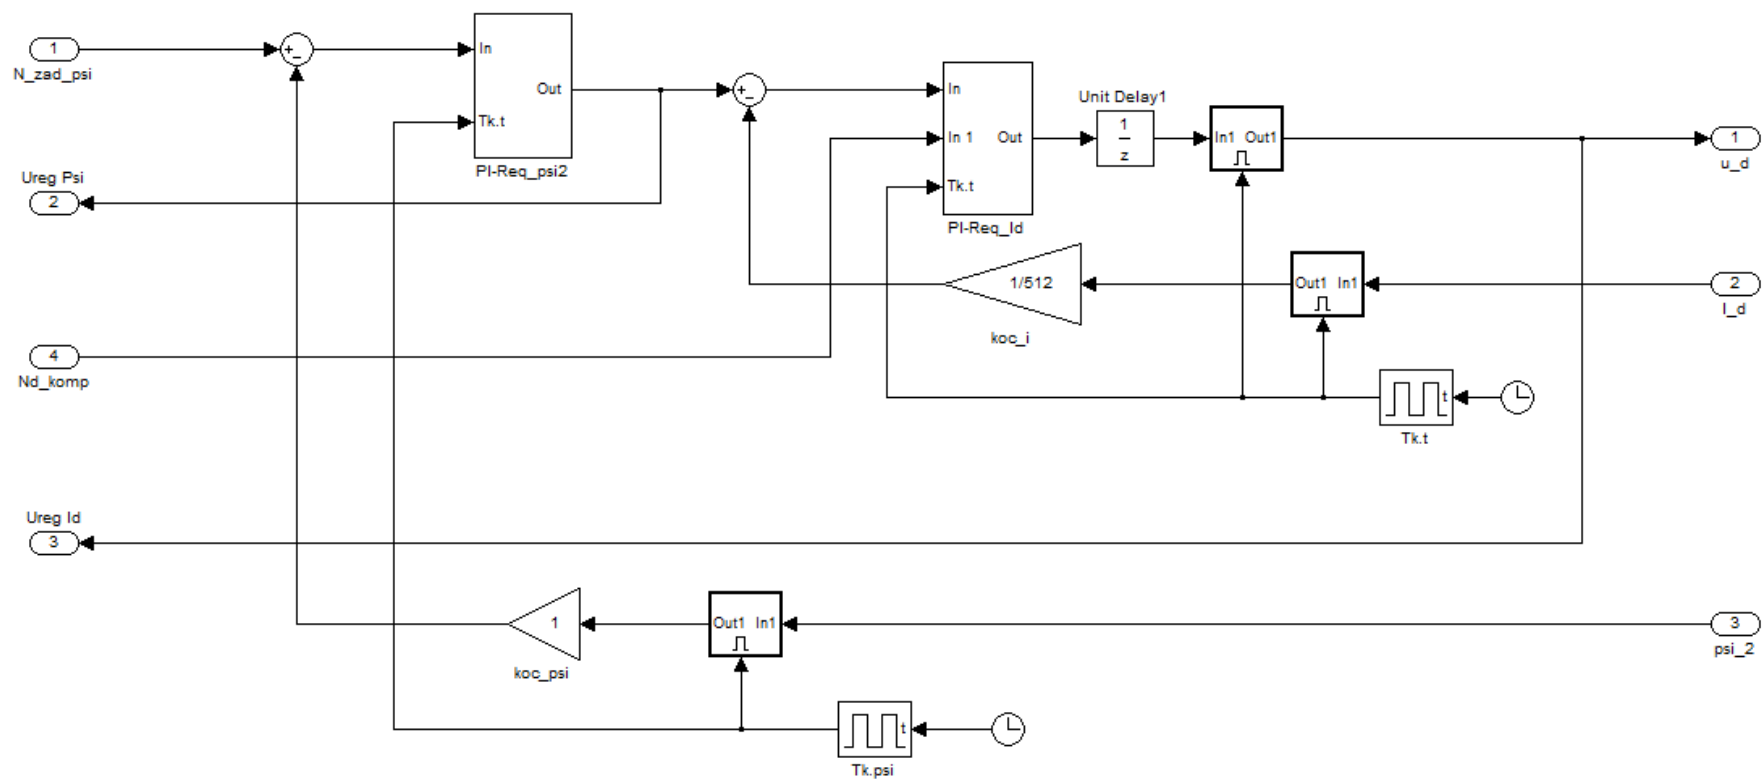 1
N_zad_psi
+
−
In
Out
Tk.t
PI-Reg_psi2
Ureg Psi
2
+
−
In
In 1
Out
Tk.t
PI-Reg_Id
Unit Delay1
1
z
In1 Out1
1
u_d
1/512
koc_i
Out1 In1
2
I_d
4
Nd_komp
t
Tk.t
Ureg Id
3
1
koc_psi
Out1 In1
3
psi_2
t
Tk.psi